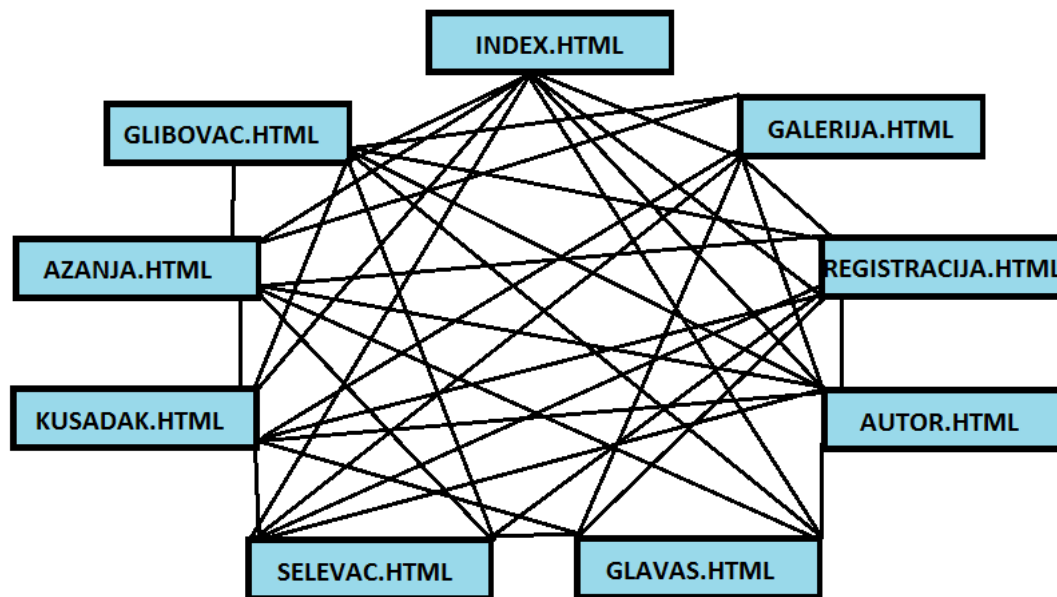 INDEX.HTML
GLIBOVAC.HTML
GALERIJA.HTML
AZANJA.HTML
REGISTRACIJA.HTML
KUSADAK.HTML
AUTOR.HTML
SELEVAC.HTML
GLAVAS.HTML